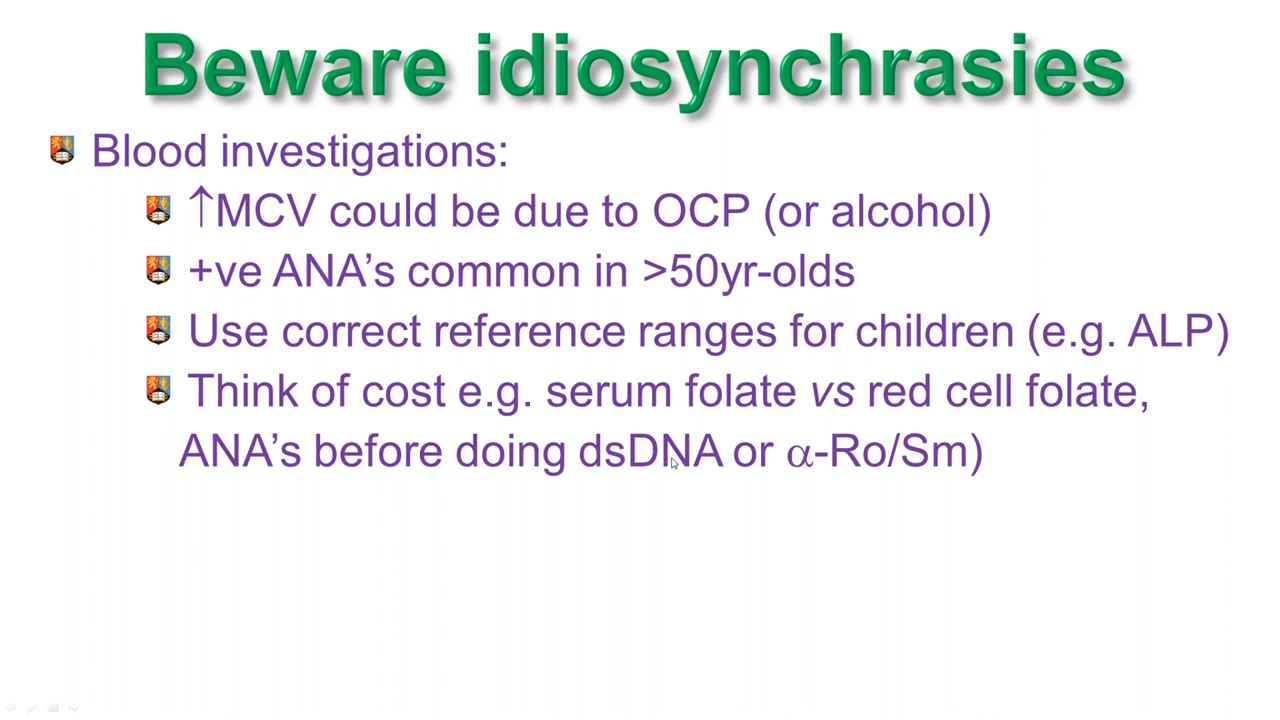 Beware idiosynchrasies
Blood investigations:
↑MCV could be due to OCP (or alcohol)
+ve ANA’s common in >50yr-olds
Use correct reference ranges for children (e.g. ALP)
Think of cost e.g. serum folate vs red cell folate,
ANA’s before doing dsDNA or α-Ro/Sm)